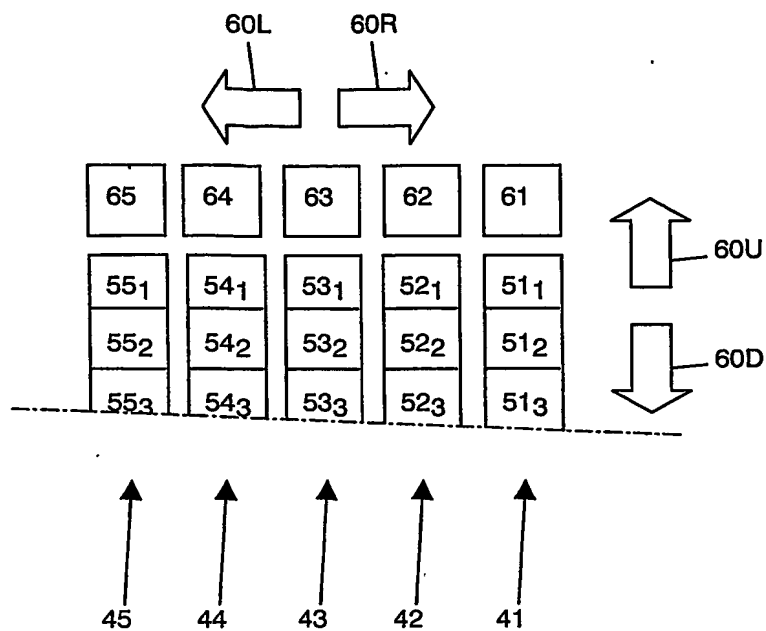 60L 60R
65 64 63 62 61
60U
55₁ 54₁ 53₁ 52₁ 51₁
55₂ 54₂ 53₂ 52₂ 51₂
60D
55₃ 54₃ 53₃ 52₃ 51₃
45 44 43 42 41